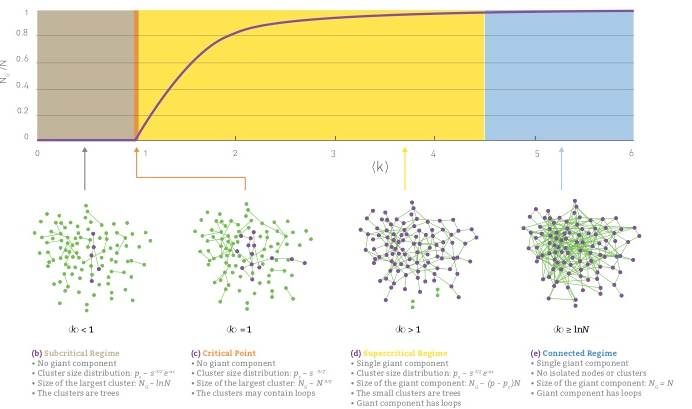 1
0.8
0.6
0.4
0.2
0
N_G/N
0 1 2 3 4 5 6
⟨k⟩
⟨k⟩ < 1
⟨k⟩ = 1
⟨k⟩ > 1
⟨k⟩ ≥ lnN
(b) Subcritical Regime
• No giant component
• Cluster size distribution: p_s ~ s^-3/2 e^-αs
• Size of the largest cluster: N_G ~ lnN
• The clusters are trees
(c) Critical Point
• No giant component
• Cluster size distribution: p_s ~ s^-3/2
• Size of the largest cluster: N_G ~ N^2/3
• The clusters may contain loops
(d) Supercritical Regime
• Single giant component
• Cluster size distribution: p_s ~ s^-3/2 e^-αs
• Size of the giant component: N_G ~ (p - p_c)N
• The small clusters are trees
• Giant component has loops
(e) Connected Regime
• Single giant component
• No isolated nodes or clusters
• Size of the giant component: N_G = N
• Giant component has loops